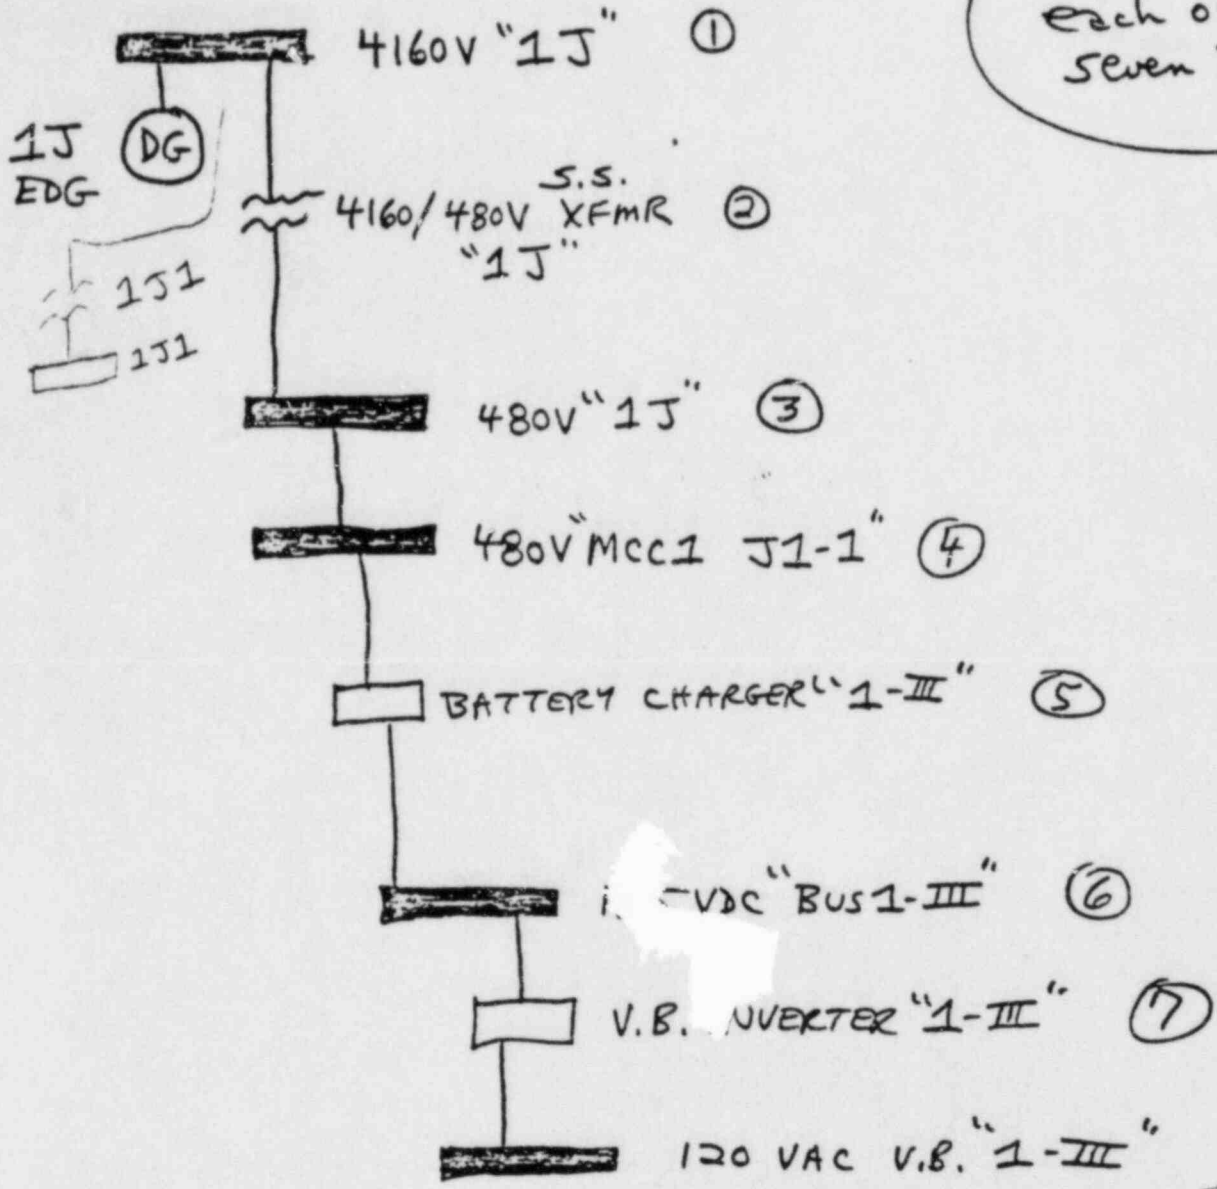 each o
seven
4160V "1J" ①
1J
EDG
DG
S.S.
4160/480V XFMR ②
"1J"
1J1
1J1
480V "1J" ③
480V "MCC1 J1-1" ④
BATTERY CHARGER "1-III" ⑤
VDC "BUS 1-III" ⑥
V.B. NVERTER "1-III" ⑦
120 VAC V.B. "1-III"